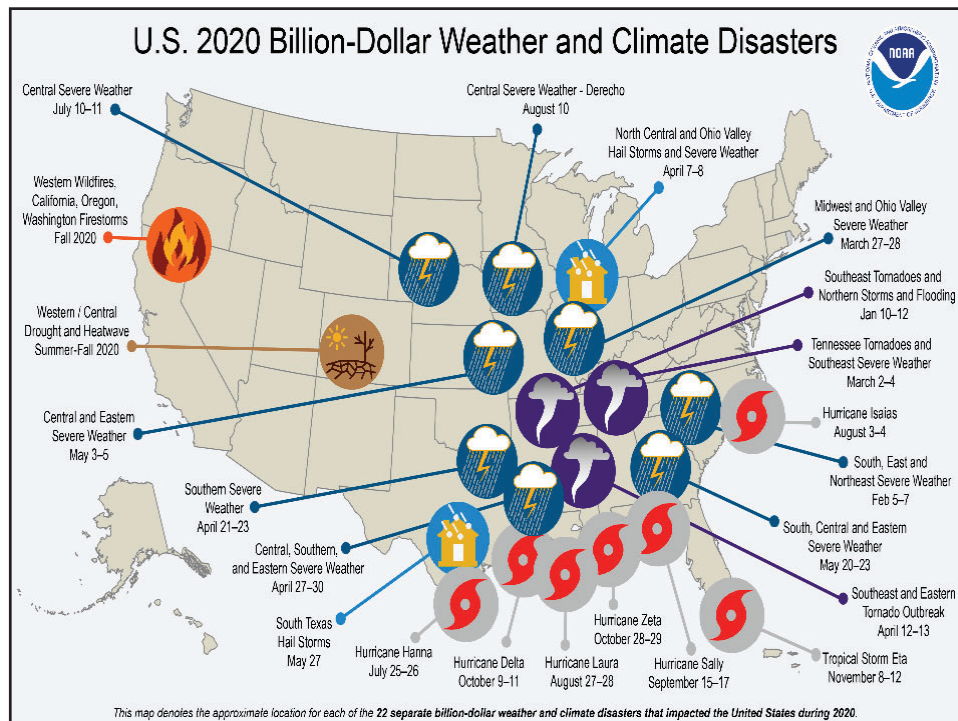 U.S. 2020 Billion-Dollar Weather and Climate Disasters
NOAA
Central Severe Weather
July 10–11
Central Severe Weather - Derecho
August 10
North Central and Ohio Valley
Hail Storms and Severe Weather
April 7–8
Western Wildfires,
California, Oregon,
Washington Firestorms
Fall 2020
Midwest and Ohio Valley
Severe Weather
March 27–28
Southeast Tornadoes and
Northern Storms and Flooding
Jan 10–12
Western / Central
Drought and Heatwave
Summer-Fall 2020
Tennessee Tornadoes and
Southeast Severe Weather
March 2–4
Central and Eastern
Severe Weather
May 3–5
Hurricane Isaias
August 3–4
South, East and
Northeast Severe Weather
Feb 5–7
Southern Severe
Weather
April 21–23
South, Central and Eastern
Severe Weather
May 20–23
Central, Southern,
and Eastern Severe Weather
April 27–30
Southeast and Eastern
Tornado Outbreak
April 12–13
South Texas
Hail Storms
May 27
Hurricane Hanna
July 25–26
Hurricane Delta
October 9–11
Hurricane Laura
August 27–28
Hurricane Zeta
October 28–29
Hurricane Sally
September 15–17
Tropical Storm Eta
November 8–12
This map denotes the approximate location for each of the 22 separate billion-dollar weather and climate disasters that impacted the United States during 2020.